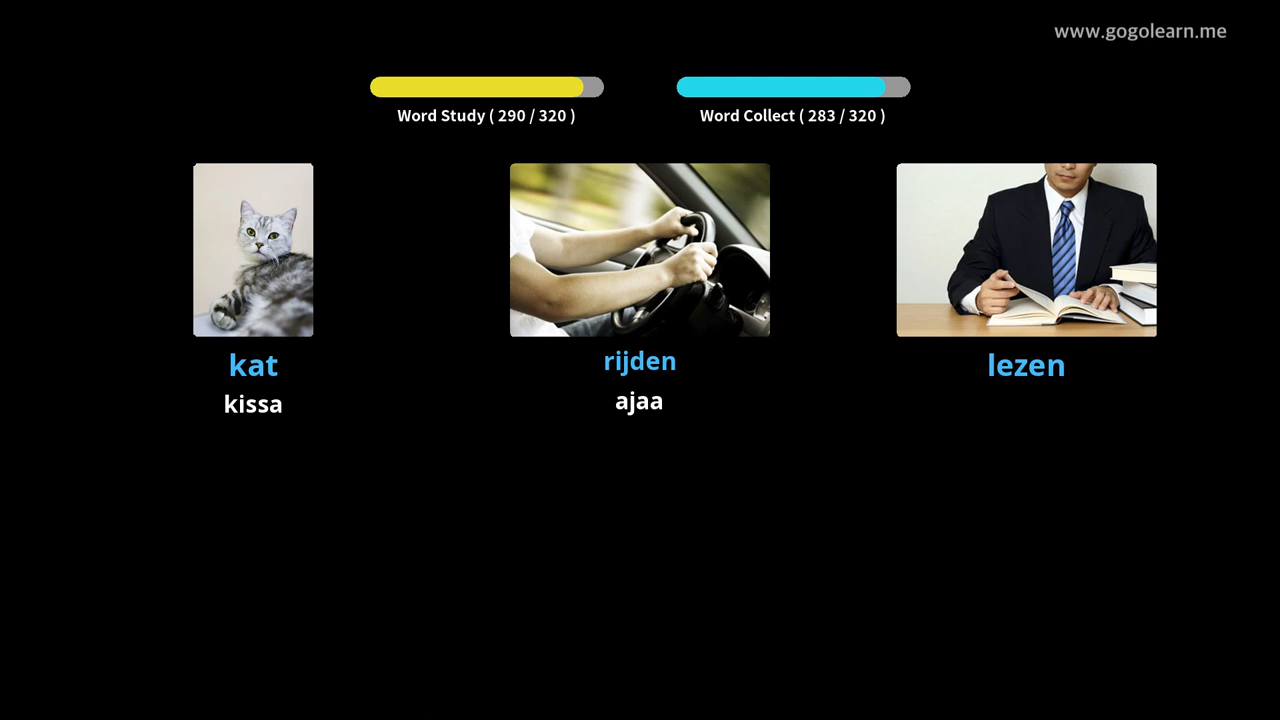 www.gogolearn.me
Word Study ( 290 / 320 )
Word Collect ( 283 / 320 )
kat
kissa
rijden
ajaa
lezen